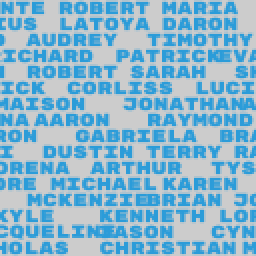 NTE ROBERT MARIA
IUS LATOYA DARON
AUDREY TIMOTHY
ICHARD PATRICK EVA
ROBERT SARAH
ICK CORLISS LUCI
MAISON JONATHAN
NA AARON RAYMOND
RON GABRIELA BRA
I DUSTIN TERRY RA
ORENA ARTHUR TYS
ORE MICHAEL KAREN
MCKENZIE BRIAN JO
KYLE KENNETH LOR
CQUELINE JASON CYN
HOLAS CHRISTIAN M